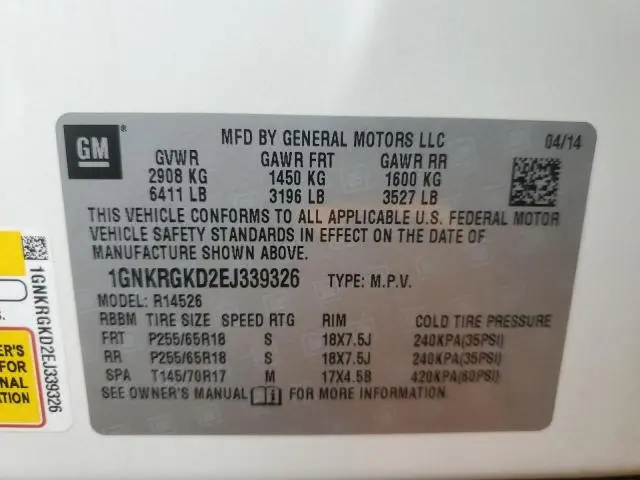 GM
MFD BY GENERAL MOTORS LLC 04/14
GVWR GAWR FRT GAWR RR
2908 KG 1450 KG 1600 KG
6411 LB 3196 LB 3527 LB
THIS VEHICLE CONFORMS TO ALL APPLICABLE U.S. FEDERAL MOTOR
VEHICLE SAFETY STANDARDS IN EFFECT ON THE DATE OF
MANUFACTURE SHOWN ABOVE.
1GNKRGKD2EJ339326 TYPE: M.P.V.
MODEL: R14526
RBBM TIRE SIZE SPEED RTG RIM COLD TIRE PRESSURE
FRT P255/65R18 S 18X7.5J 240KPA(35PSI)
RR P255/65R18 S 18X7.5J 240KPA(35PSI)
SPA T145/70R17 M 17X4.5B 420KPA(60PSI)
SEE OWNER'S MANUAL FOR MORE INFORMATION.
1GNKRGKD2EJ339326
ER'S
FOR
NAL
ATION